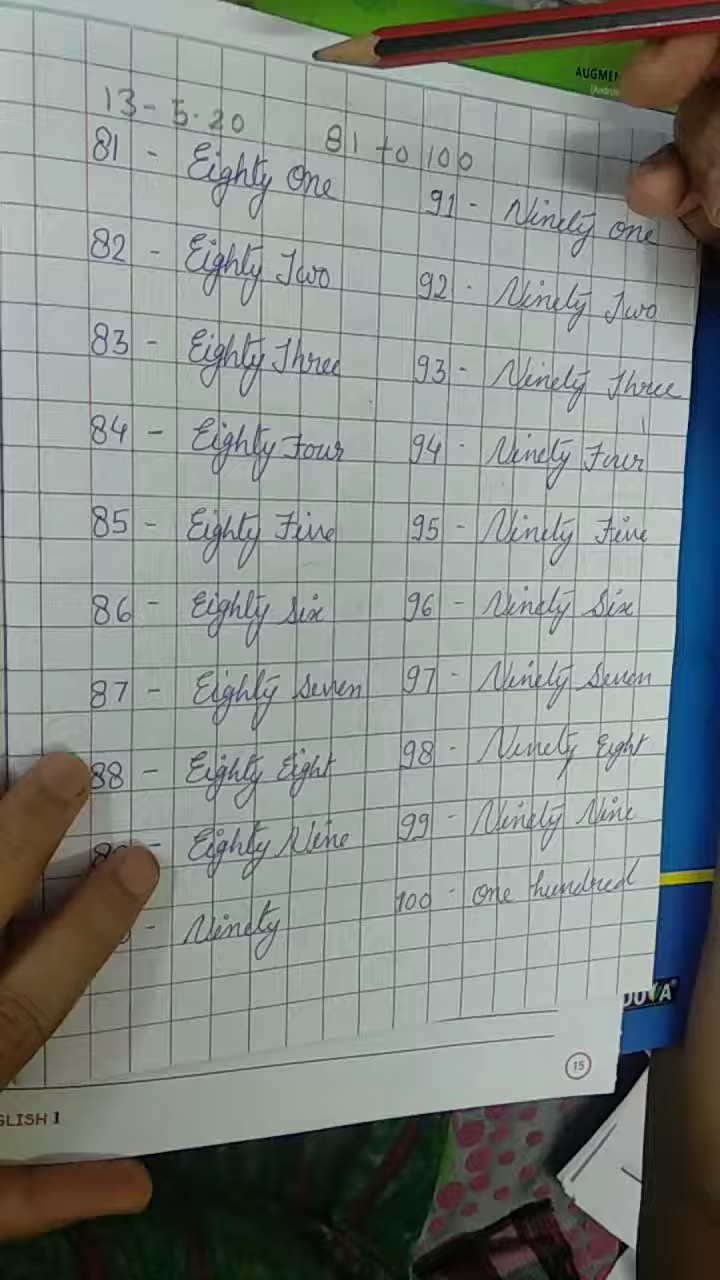 AUGMEN
13-5.20
81 to 100
81 - Eighty One
82 - Eighty Two
83 - Eighty Three
84 - Eighty Four
85 - Eighty Five
86 - Eighty Six
87 - Eighty Seven
88 - Eighty Eight
- Eighty Nine
- Ninety
91 - Ninety One
92 - Ninety Two
93 - Ninety Three
94 - Ninety Four
95 - Ninety Five
96 - Ninety Six
97 - Ninety Seven
98 - Ninety Eight
99 - Ninety Nine
100 - One hundred
15
GLISH 1